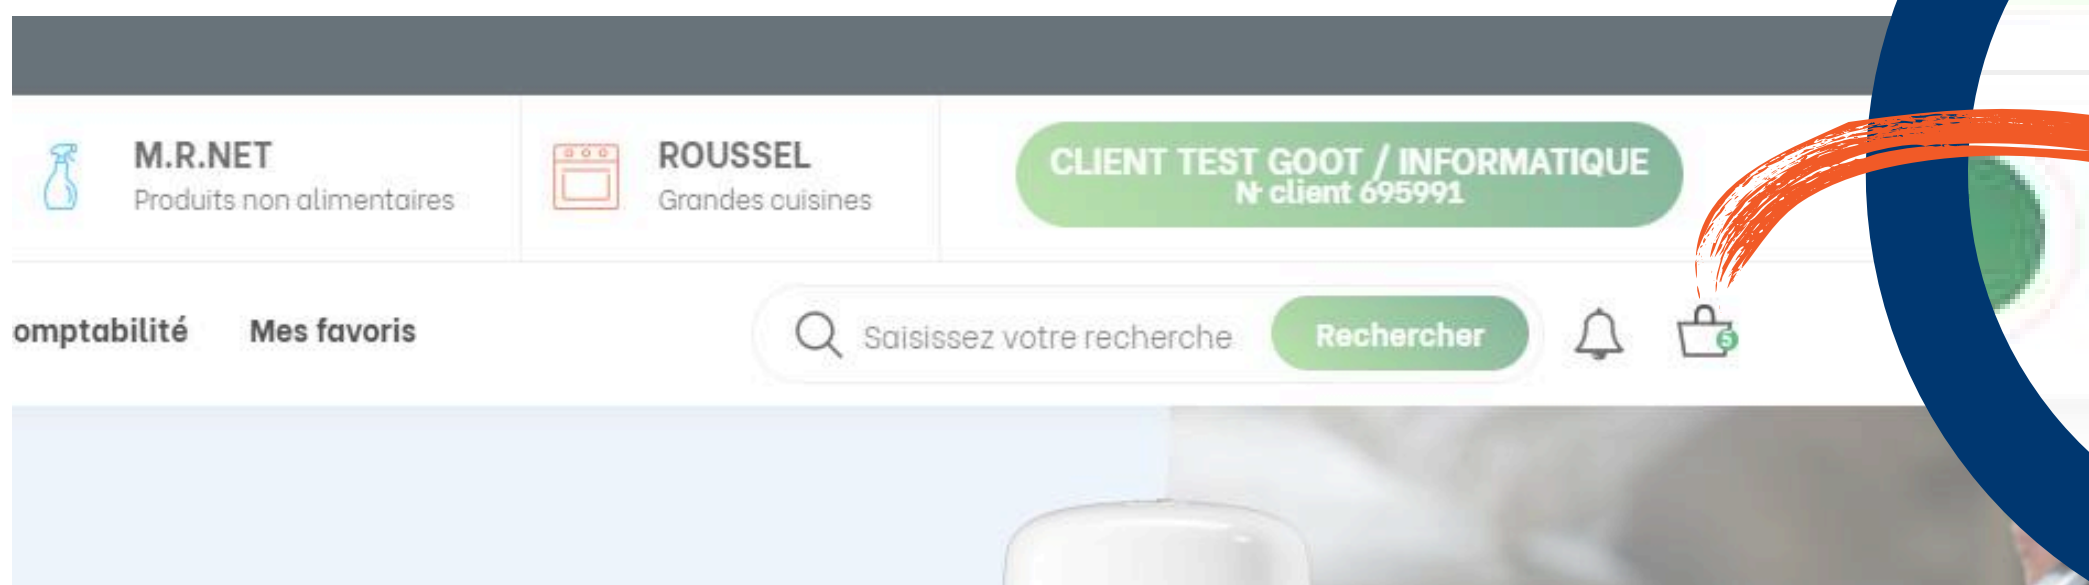 M.R.NET
Produits non alimentaires
ROUSSEL
Grandes cuisines
CLIENT TEST GOOT / INFORMATIQUE
N° client 695991
omptabilité
Mes favoris
Saisissez votre recherche
Rechercher
5